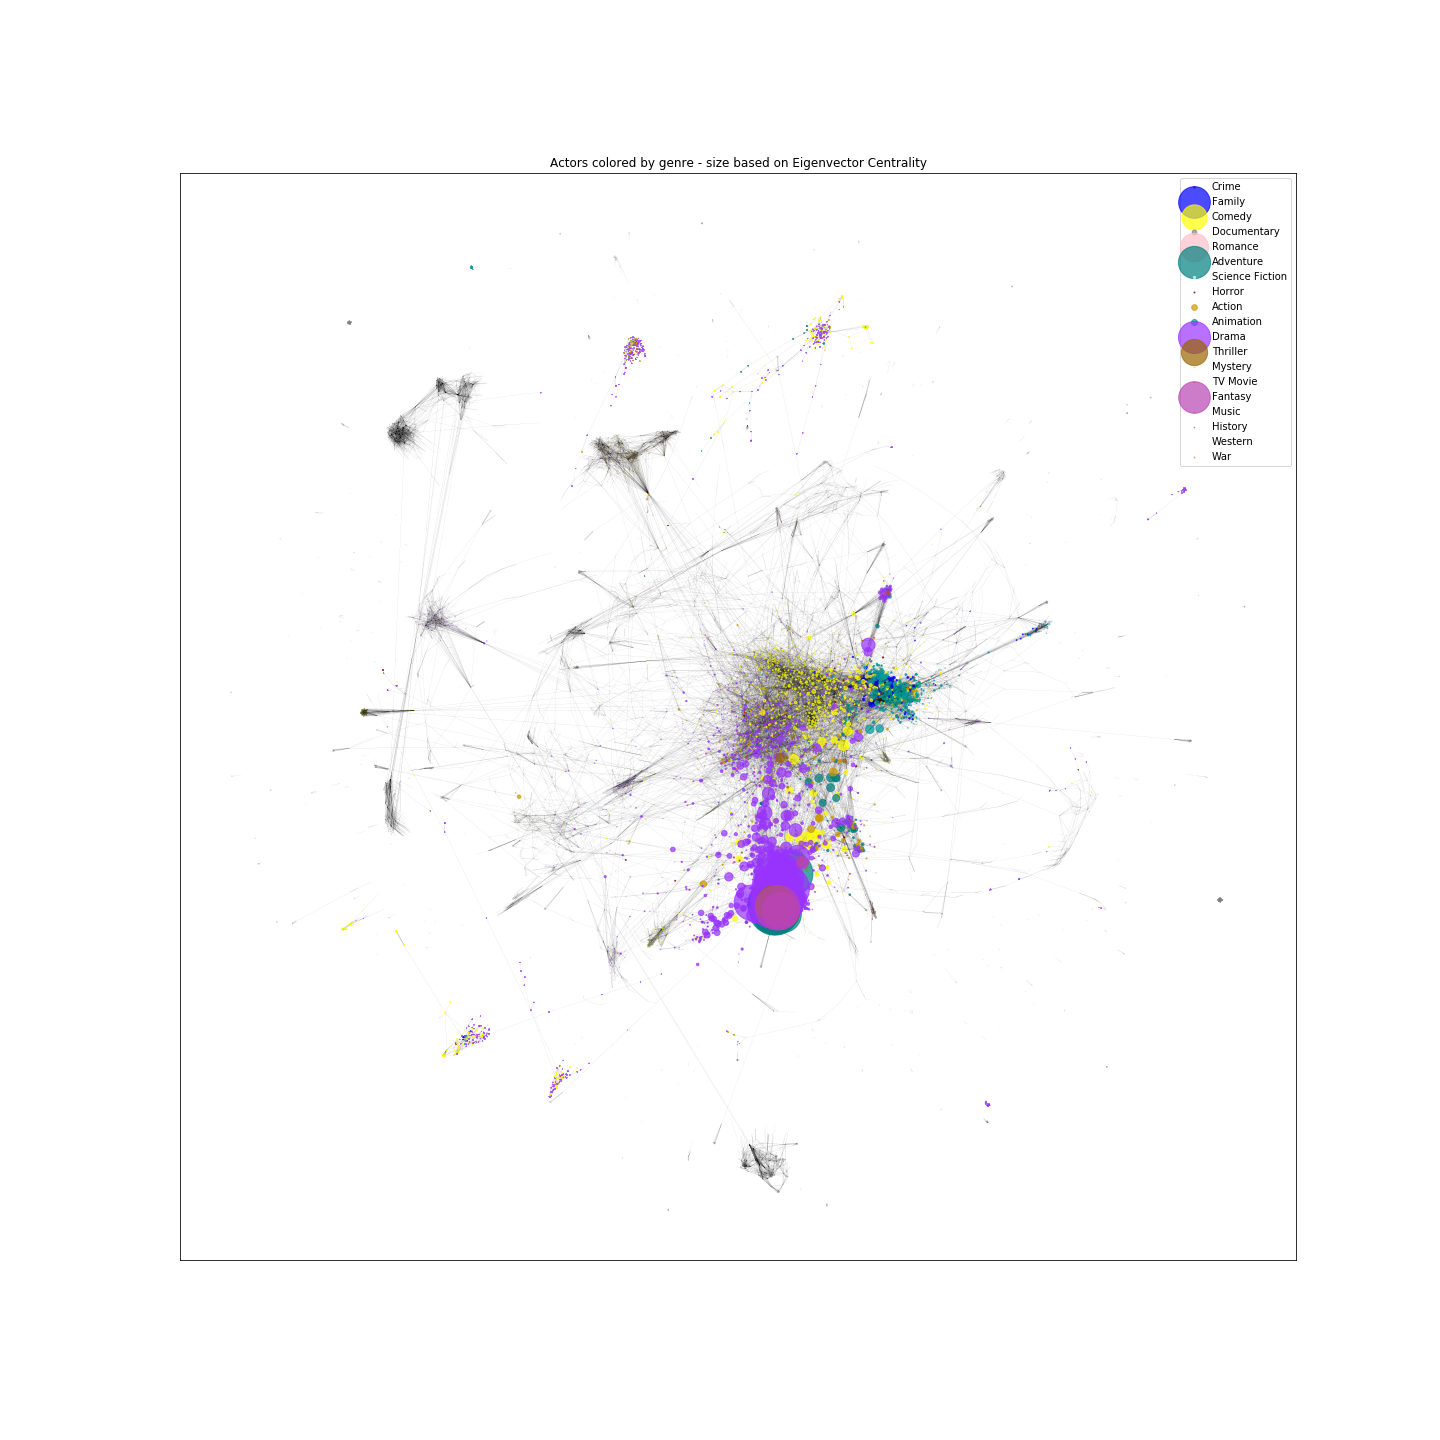 Actors colored by genre - size based on Eigenvector Centrality
Crime
Family
Comedy
Documentary
Romance
Adventure
Science Fiction
Horror
Action
Animation
Drama
Thriller
Mystery
TV Movie
Fantasy
Music
History
Western
War